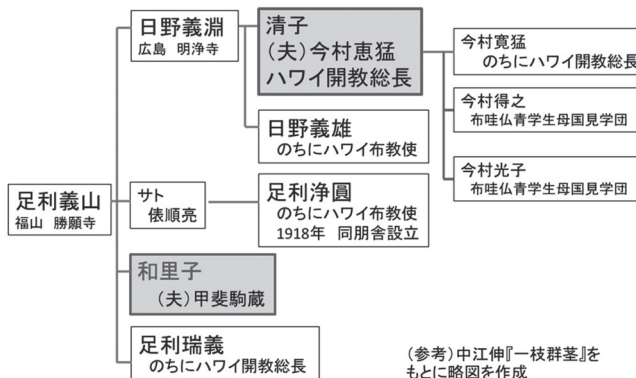 日野義淵
広島 明浄寺
清子
(夫)今村恵猛
ハワイ開教総長
今村寛猛
のちにハワイ開教総長
今村得之
布哇仏青学生母国見学団
日野義雄
のちにハワイ布教使
今村光子
布哇仏青学生母国見学団
足利義山
福山 勝願寺
サト
俵順亮
足利浄圓
のちにハワイ布教使
1918年 同朋舎設立
和里子
(夫)甲斐駒蔵
足利瑞義
のちにハワイ開教総長
(参考)中江伸『一枝群茎』を
もとに略図を作成